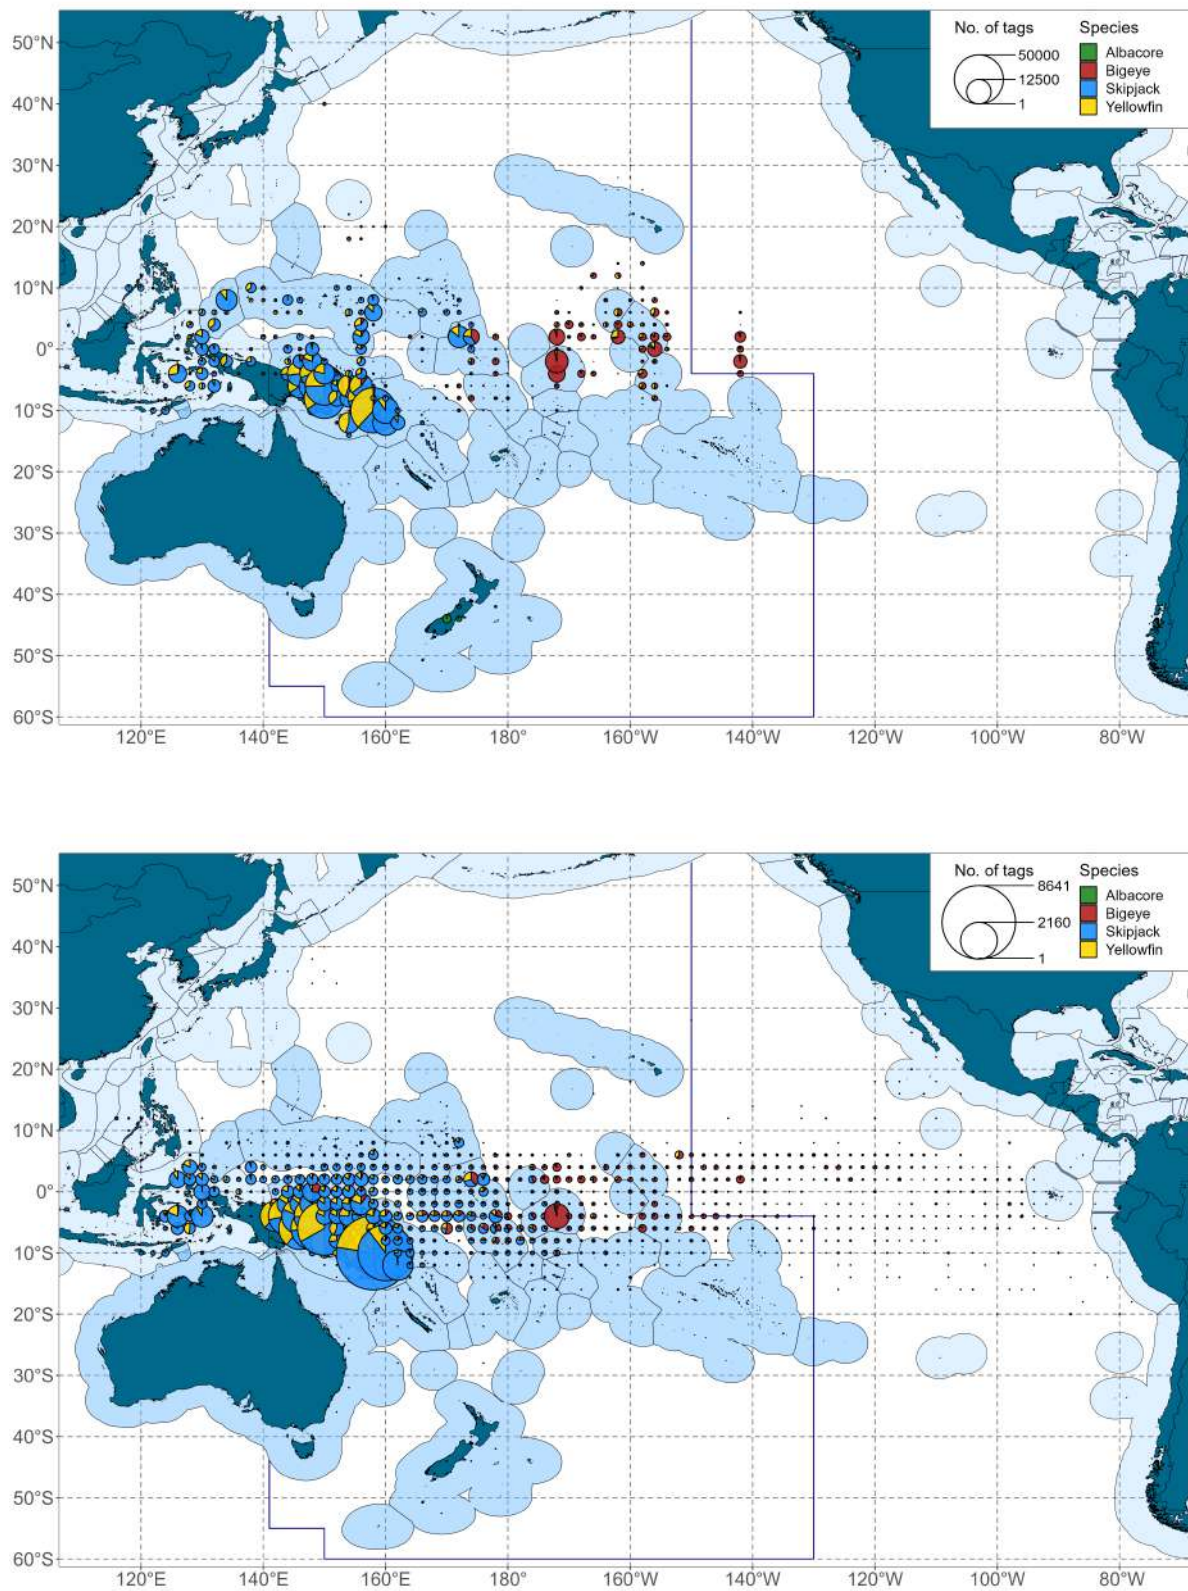 No. of tags Species
50000
12500
1
Albacore
Bigeye
Skipjack
Yellowfin
50°N
40°N
30°N
20°N
10°N
0°
10°S
20°S
30°S
40°S
50°S
60°S
120°E 140°E 160°E 180° 160°W 140°W 120°W 100°W 80°W
No. of tags Species
8641
2160
1
Albacore
Bigeye
Skipjack
Yellowfin
50°N
40°N
30°N
20°N
10°N
0°
10°S
20°S
30°S
40°S
50°S
60°S
120°E 140°E 160°E 180° 160°W 140°W 120°W 100°W 80°W